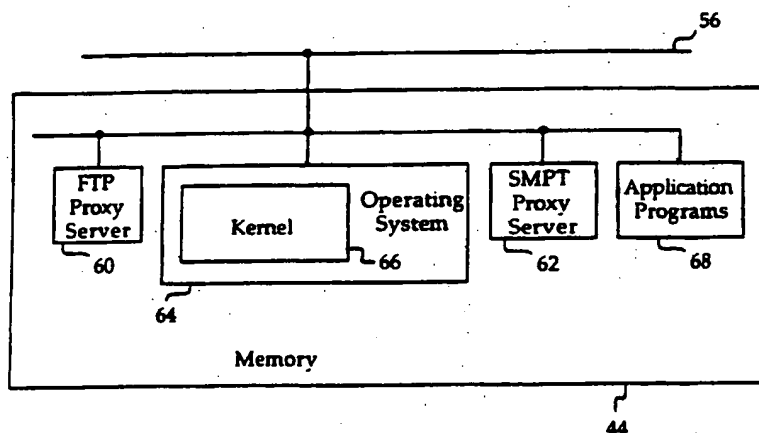 56
FTP
Proxy
Server
60
Kernel
Operating
System
66
64
SMPT
Proxy
Server
62
Application
Programs
68
Memory
44